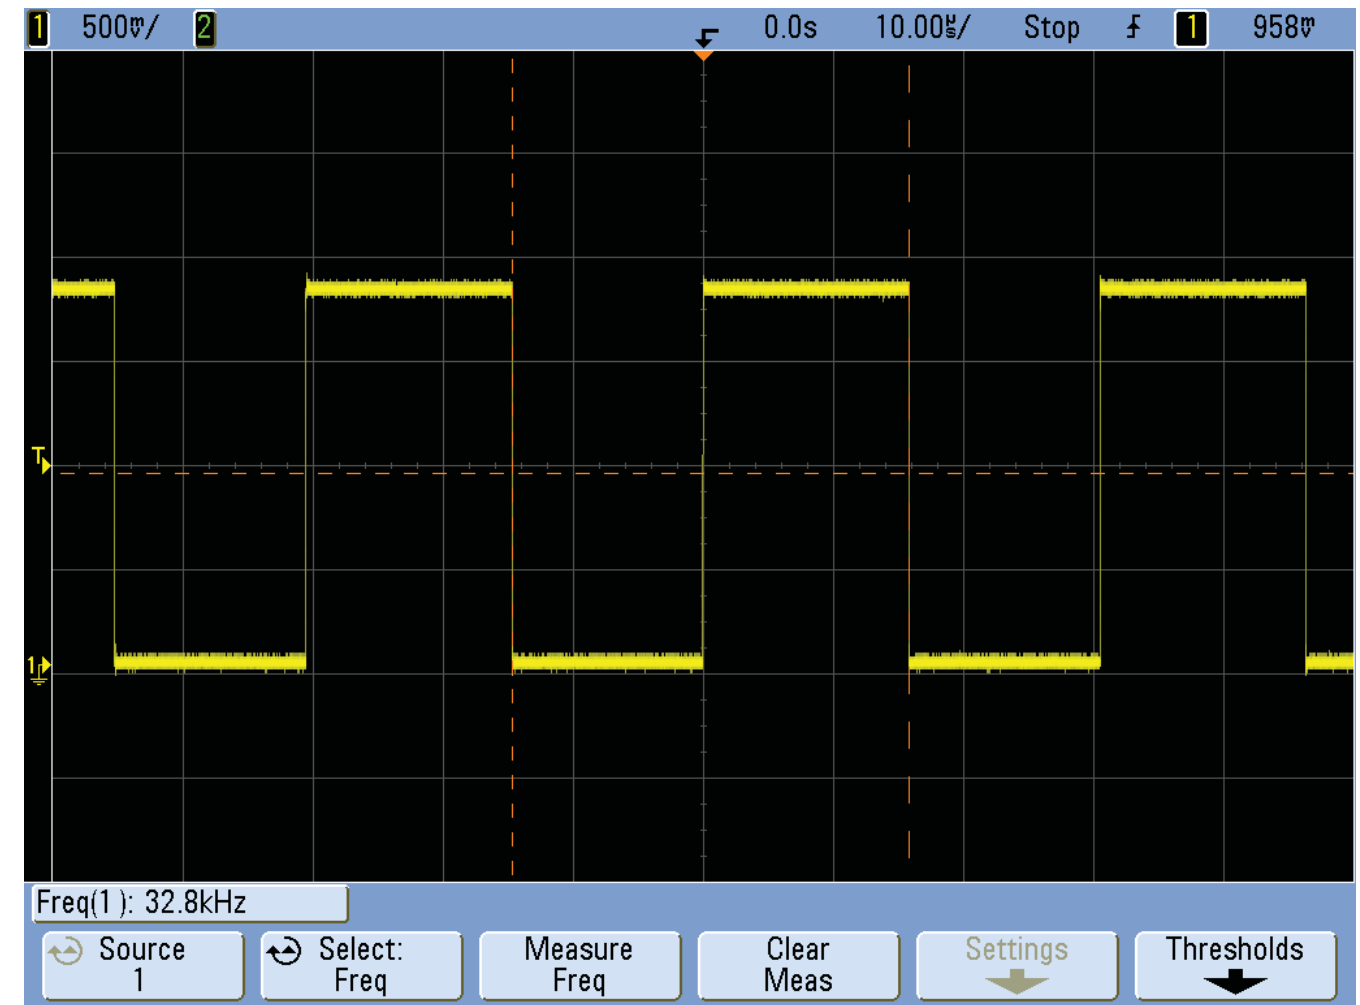 1 500mV/ 2 0.0s 10.00µs/ Stop 1 958mV
T
1
Freq(1): 32.8kHz
Source
1
Select:
Freq
Measure
Freq
Clear
Meas
Settings
Thresholds